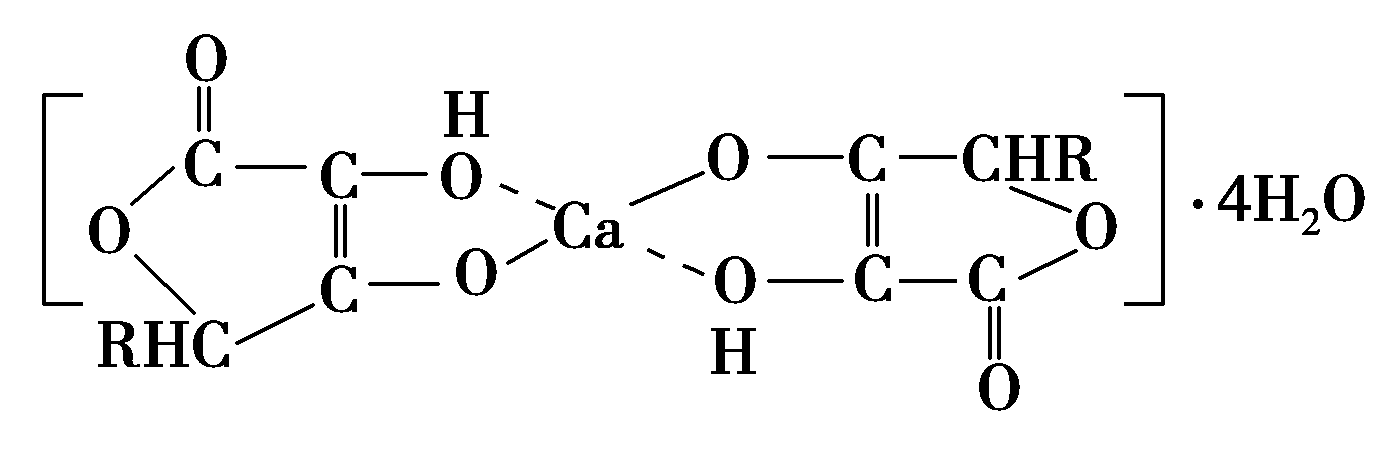 O
H
C C O O C CHR
O Ca O
C O O C C
RHC H
O
· 4H₂O